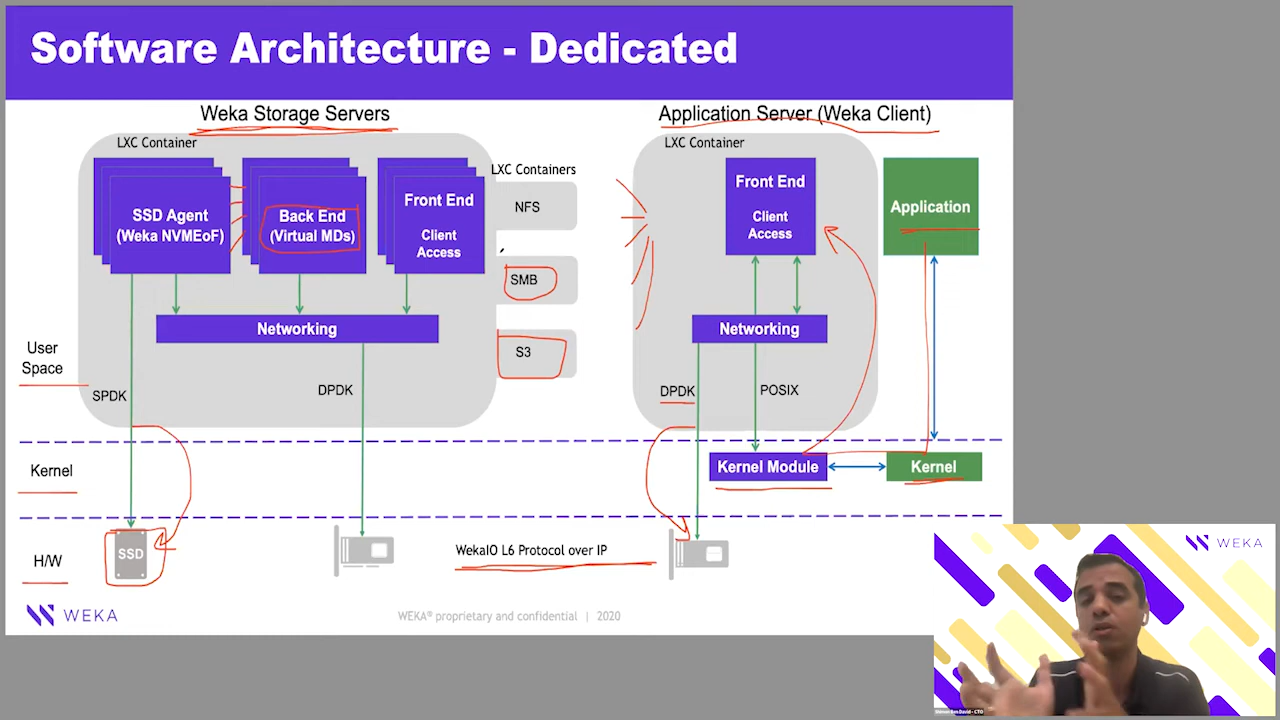 Software Architecture - Dedicated
Weka Storage Servers
LXC Container
SSD Agent
(Weka NVMEoF)
Back End
(Virtual MDs)
Front End
Client
Access
Networking
SPDK
DPDK
LXC Containers
NFS
SMB
S3
Application Server (Weka Client)
LXC Container
Front End
Client
Access
Networking
DPDK
POSIX
Application
User
Space
Kernel
Kernel Module
Kernel
H/W
SSD
WekaIO L6 Protocol over IP
WEKA
WEKA® proprietary and confidential | 2020
WEKA
Ben David - CTO